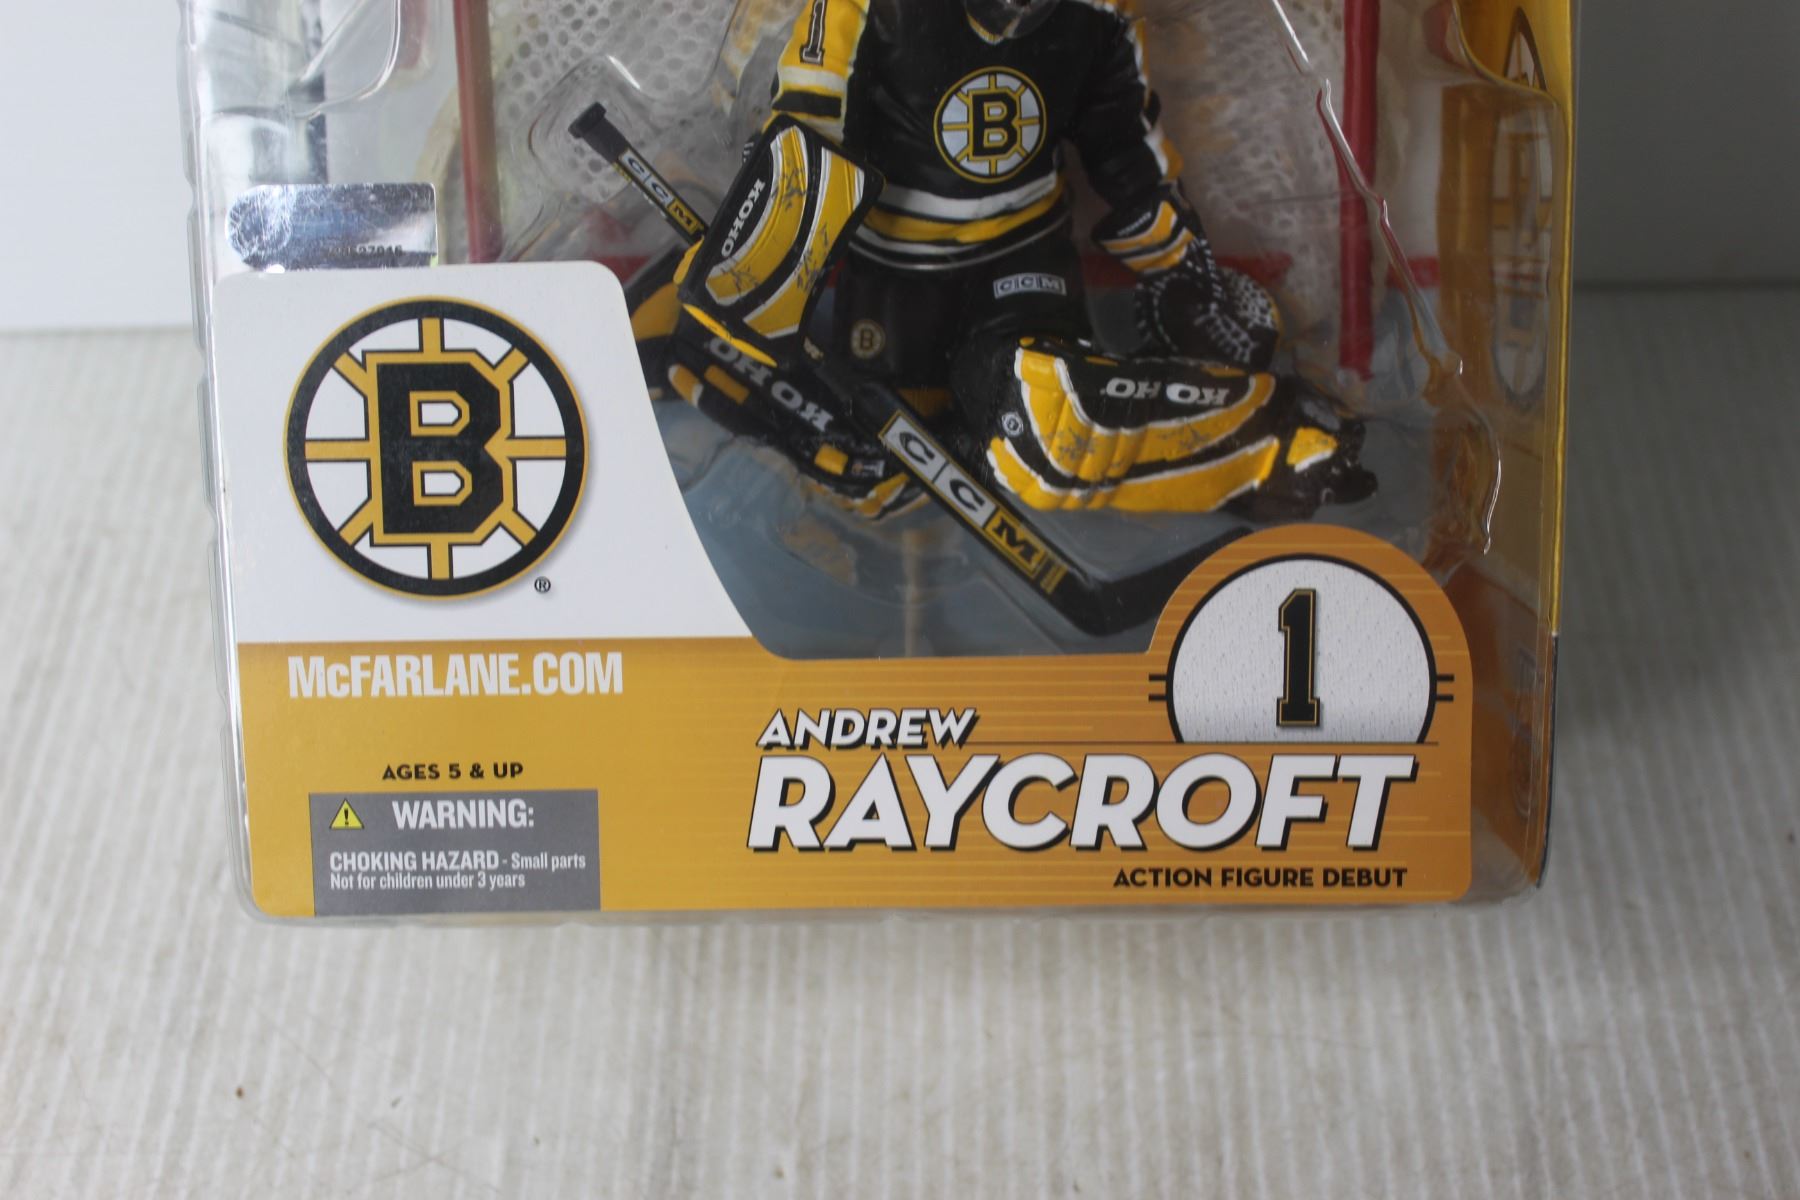 1
B
CCM
KOHO
CCM
B
KOHO
KOHO
CCM
B
®
1
McFARLANE.COM
ANDREW
RAYCROFT
ACTION FIGURE DEBUT
AGES 5 & UP
WARNING:
CHOKING HAZARD - Small parts
Not for children under 3 years